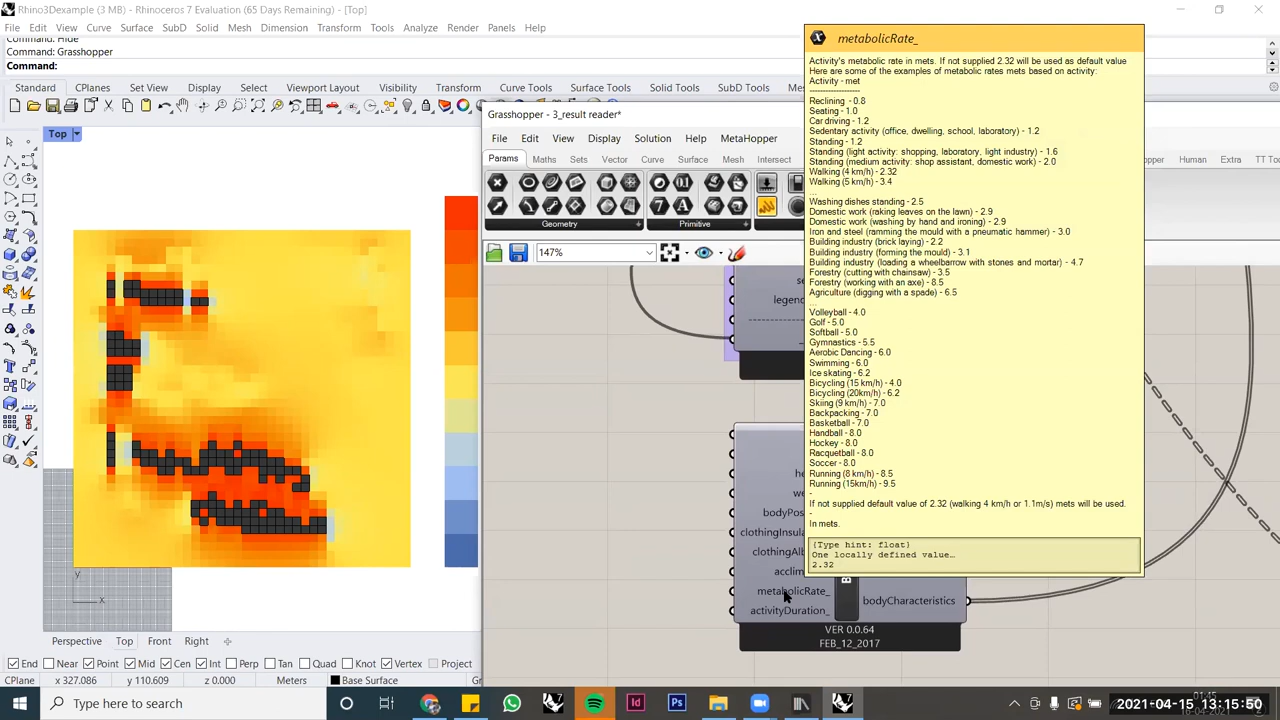 Rhino3Dexample (3 MB) - Rhinoceros 7 Evaluation (65 Days Remaining) - [Top]
File Edit View Curve Surface Solid Mesh Dimension Transform Tools Analyze Render Panels
Command: Hide
Command: Grasshopper
Command:
Standard CPlanes Set View Display Select Viewport Layout Visibility Transform Curve Tools Surface Tools Solid Tools SubD Tools
Top
Grasshopper - 3_result reader*
File Edit View Display Solution Help MetaHopper
Params Maths Sets Vector Curve Surface Mesh Intersect
Human Extra TT Too
Geometry Primitive
147%
legend
bodyPos
clothingInsula
clothingAlb
acclim
metabolicRate_
activityDuration_
bodyCharacteristics
VER 0.0.64
FEB_12_2017
metabolicRate_
Activity's metabolic rate in mets. If not supplied 2.32 will be used as default value
Here are some of the examples of metabolic rates mets based on activity:
Activity - met
-------------------
Reclining - 0.8
Seating - 1.0
Car driving - 1.2
Sedentary activity (office, dwelling, school, laboratory) - 1.2
Standing - 1.2
Standing (light activity: shopping, laboratory, light industry) - 1.6
Standing (medium activity: shop assistant, domestic work) - 2.0
Walking (4 km/h) - 2.32
Walking (5 km/h) - 3.4
...
Washing dishes standing - 2.5
Domestic work (raking leaves on the lawn) - 2.9
Domestic work (washing by hand and ironing) - 2.9
Iron and steel (ramming the mould with a pneumatic hammer) - 3.0
Building industry (brick laying) - 2.2
Building industry (forming the mould) - 3.1
Building industry (loading a wheelbarrow with stones and mortar) - 4.7
Forestry (cutting with chainsaw) - 3.5
Forestry (working with an axe) - 8.5
Agriculture (digging with a spade) - 6.5
...
Volleyball - 4.0
Golf - 5.0
Softball - 5.0
Gymnastics - 5.5
Aerobic Dancing - 6.0
Swimming - 6.0
Ice skating - 6.2
Bicycling (15 km/h) - 4.0
Bicycling (20km/h) - 6.2
Skiing (9 km/h) - 7.0
Backpacking - 7.0
Basketball - 7.0
Handball - 8.0
Hockey - 8.0
Racquetball - 8.0
Soccer - 8.0
Running (8 km/h) - 8.5
Running (15km/h) - 9.5
-
If not supplied default value of 2.32 (walking 4 km/h or 1.1m/s) mets will be used.
-
In mets.
{Type hint: float}
One locally defined value…
2.32
y
x
Perspective Top Front Right
End Near Point Mid Cen Int Perp Tan Quad Knot Vertex Project
CPlane x 327.086 y 110.609 z 0.000 Meters Base Surface
Type here to search
2021-04-15 13:15:50